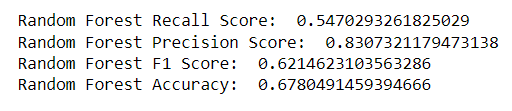 Random Forest Recall Score:  0.5470293261825029
Random Forest Precision Score:  0.8307321179473138
Random Forest F1 Score:  0.6214623103563286
Random Forest Accuracy:  0.6780491459394666